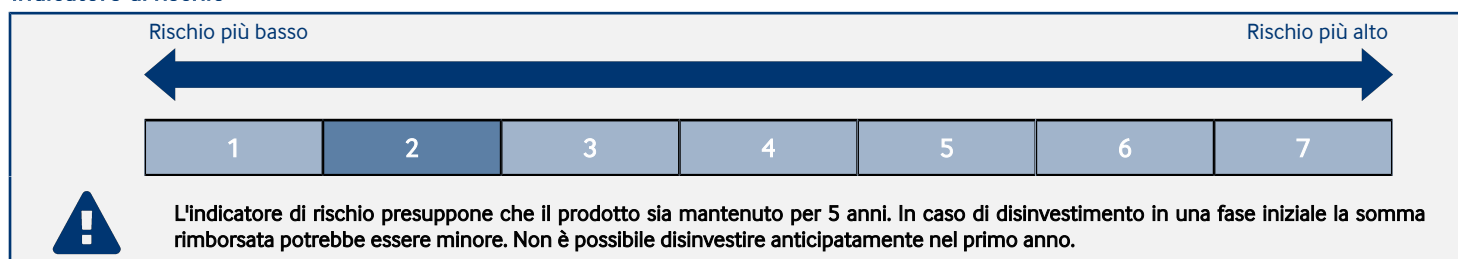 Rischio più basso
Rischio più alto
1 2 3 4 5 6 7
L'indicatore di rischio presuppone che il prodotto sia mantenuto per 5 anni. In caso di disinvestimento in una fase iniziale la somma
rimborsata potrebbe essere minore. Non è possibile disinvestire anticipatamente nel primo anno.